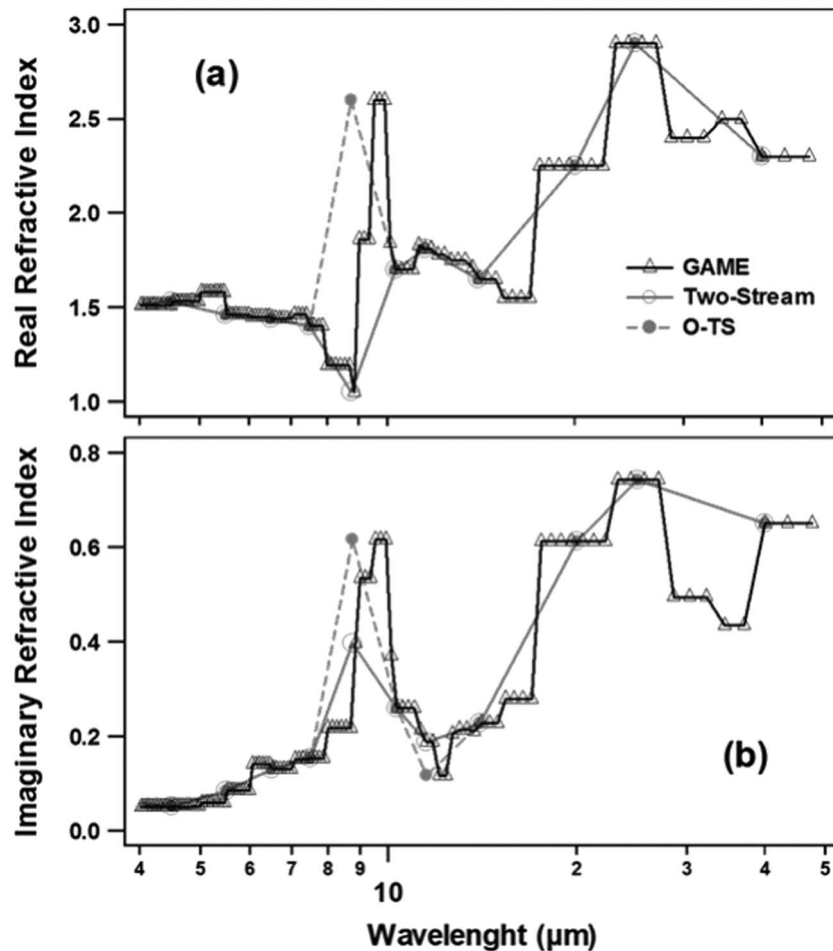 3.0
(a)
2.5
2.0
GAME
Two-Stream
O-TS
1.5
1.0
Real Refractive Index
0.8
0.6
0.4
0.2
(b)
0.0
Imaginary Refractive Index
4 5 6 7 8 9 10 2 3 4 5
Wavelenght (µm)